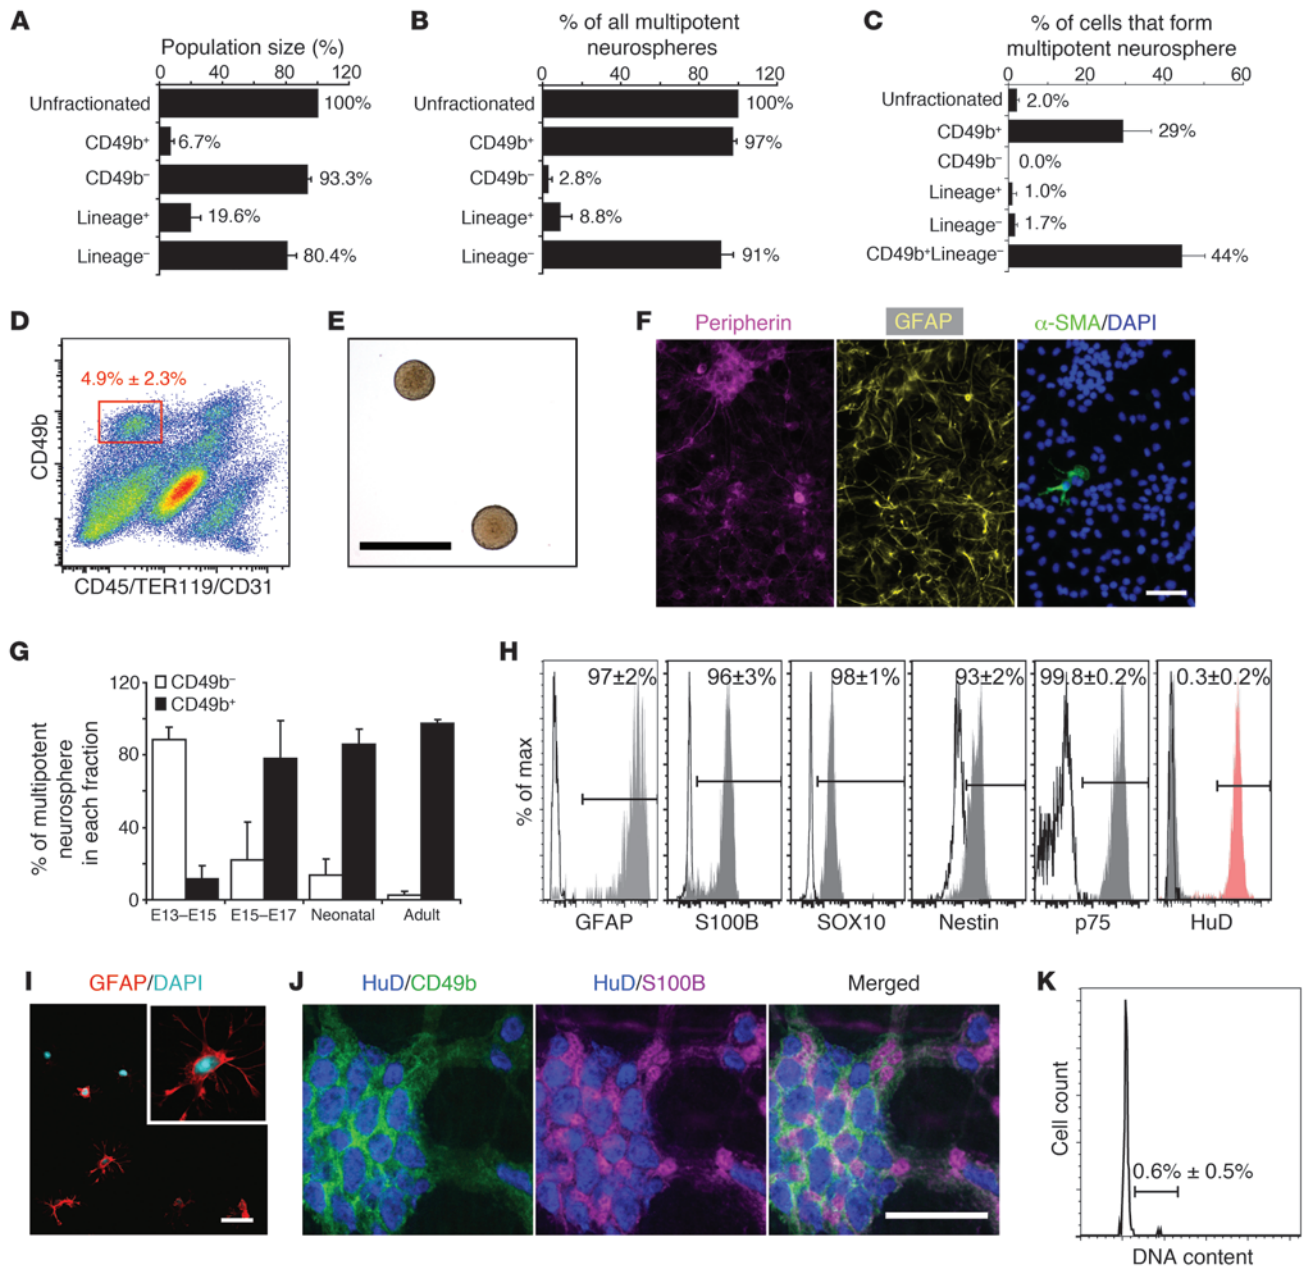 A
Population size (%)
0 40 80 120
Unfractionated 100%
CD49b⁺ 6.7%
CD49b⁻ 93.3%
Lineage⁺ 19.6%
Lineage⁻ 80.4%
B
% of all multipotent
neurospheres
0 40 80 120
Unfractionated 100%
CD49b⁺ 97%
CD49b⁻ 2.8%
Lineage⁺ 8.8%
Lineage⁻ 91%
C
% of cells that form
multipotent neurosphere
0 20 40 60
Unfractionated 2.0%
CD49b⁺ 29%
CD49b⁻ 0.0%
Lineage⁺ 1.0%
Lineage⁻ 1.7%
CD49b⁺Lineage⁻ 44%
D
4.9% ± 2.3%
CD49b
CD45/TER119/CD31
E
F
Peripherin GFAP α-SMA/DAPI
G
% of multipotent
neurosphere
in each fraction
120
80
40
0
CD49b⁻
CD49b⁺
E13–E15 E15–E17 Neonatal Adult
H
% of max
97±2% 96±3% 98±1% 93±2% 99.8±0.2% 0.3±0.2%
GFAP S100B SOX10 Nestin p75 HuD
I
GFAP/DAPI
J
HuD/CD49b HuD/S100B Merged
K
Cell count
0.6% ± 0.5%
DNA content